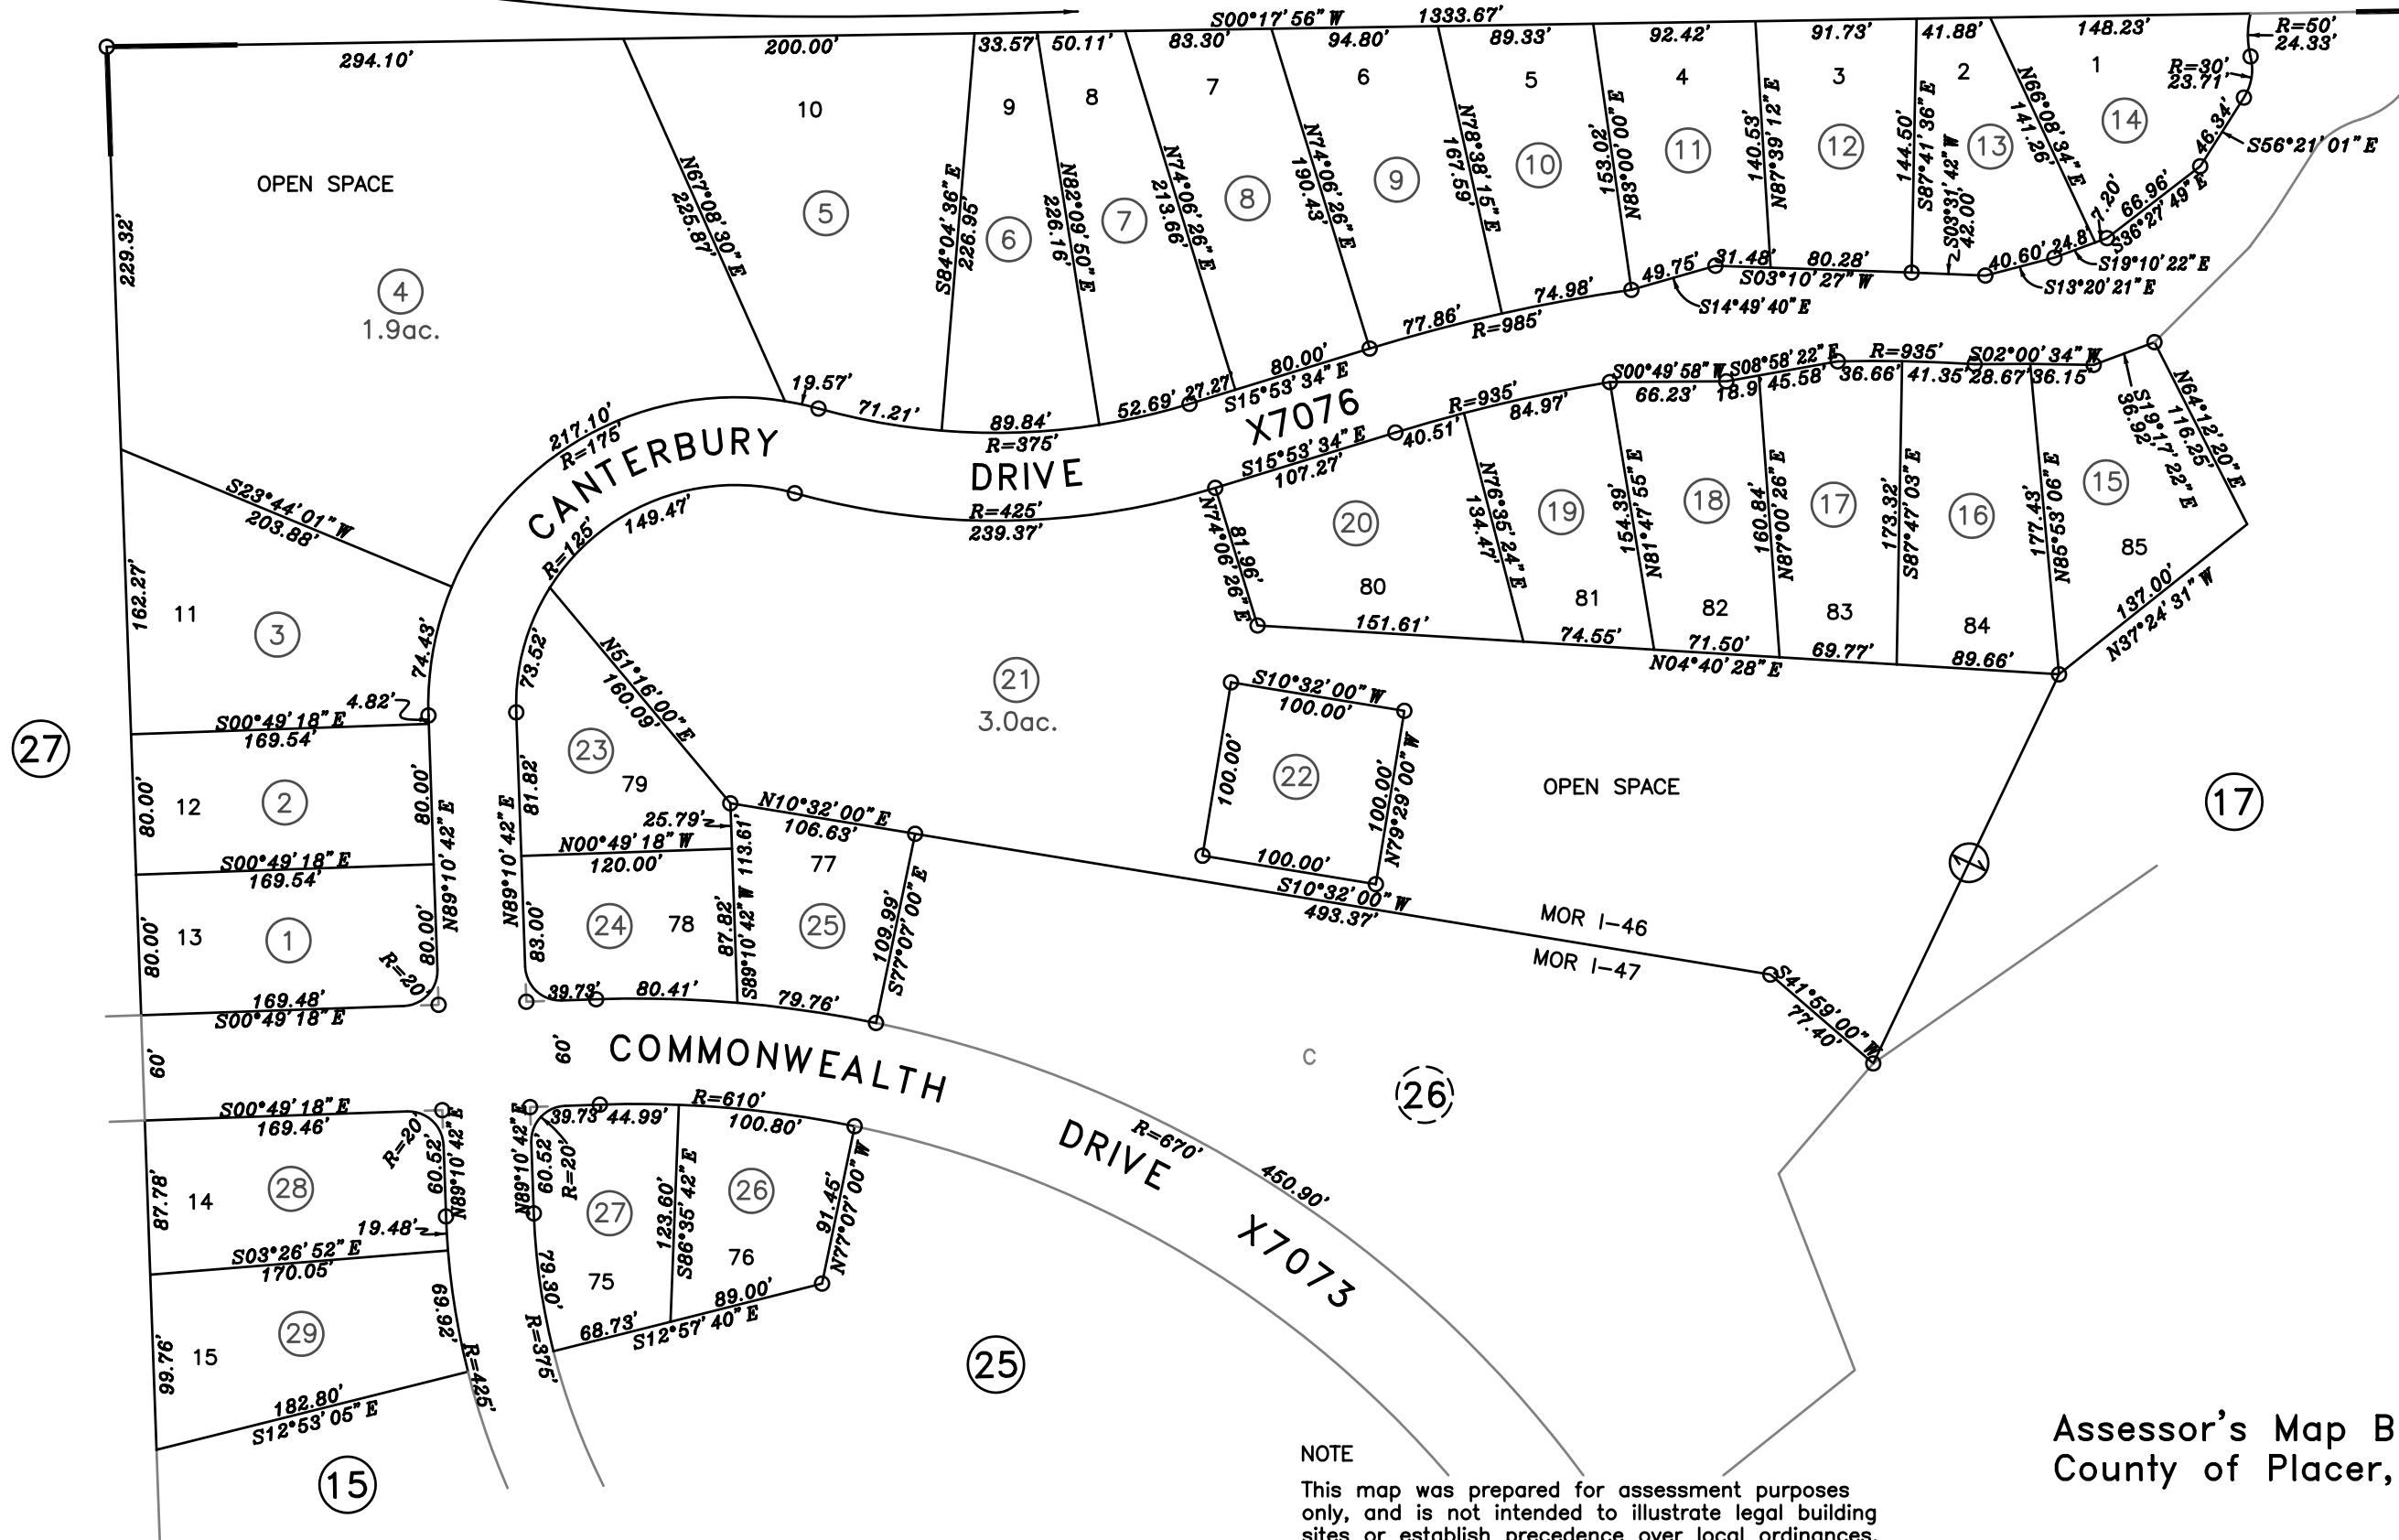 S00°17'56"W 1333.67'
294.10'
200.00'
33.57'
50.11'
83.30'
94.80'
89.33'
92.42'
91.73'
41.88'
148.23'
R=50'
24.33'
R=30'
23.71'
46.34'
S56°21'01"E
66.96'
S36°27'49"E
7.20'
24.8'
S19°10'22"E
40.60'
S13°20'21"E
S03°31'42"W
42.00'
OPEN SPACE
4
1.9ac.
229.32'
10
5
N67°08'30"E
225.87'
9
6
S84°04'36"E
226.95'
8
7
N82°09'50"E
226.16'
7
8
N74°06'26"E
213.66'
6
9
N74°06'26"E
190.43'
5
10
N78°38'15"E
167.59'
4
11
153.02'
N83°00'00"E
3
12
140.53'
N87°39'12"E
2
13
144.50'
S87°41'36"E
1
14
N66°08'34"E
141.26'
31.48'
80.28'
S03°10'27"W
49.75'
S14°49'40"E
74.98'
77.86'
R=985'
80.00'
S15°53'34"E
27.27'
52.69'
89.84'
R=375'
71.21'
19.57'
217.10'
R=175'
CANTERBURY
DRIVE
X7076
149.47'
R=125'
R=425'
239.37'
S15°53'34"E
107.27'
40.51'
R=935'
84.97'
S00°49'58"W
66.23'
S08°58'22"E
18.9'
45.58'
R=935'
36.66'
41.35'
28.67'
S02°00'34"W
36.15'
S19°17'22"E
36.92'
N64°12'20"E
116.25'
S23°44'01"W
203.88'
162.27'
11
3
74.43'
4.82'
73.52'
N51°16'00"E
160.09'
S00°49'18"E
169.54'
27
80.00'
12
2
80.00'
N89°10'42"E
S00°49'18"E
169.54'
80.00'
13
1
80.00'
R=20'
169.48'
S00°49'18"E
81.82'
N89°10'42"E
23
79
25.79'
N10°32'00"E
106.63'
N00°49'18"W
120.00'
113.61'
87.82'
S89°10'42"W
83.00'
24
78
77
25
109.99'
S77°07'00"E
39.73'
80.41'
79.76'
21
3.0ac.
N74°06'26"E
81.96'
20
80
N76°35'24"E
134.47'
19
81
154.39'
N81°47'55"E
18
82
160.84'
N87°00'26"E
17
83
173.32'
S87°47'03"E
16
84
177.43'
N85°53'06"E
15
85
137.00'
N37°24'31"W
151.61'
74.55'
71.50'
69.77'
89.66'
N04°40'28"E
S10°32'00"W
100.00'
100.00'
22
100.00'
N79°29'00"W
100.00'
S10°32'00"W
493.37'
OPEN SPACE
17
MOR I-46
MOR I-47
S41°59'00"W
77.40'
60'
60'
COMMONWEALTH
DRIVE
X7073
C
26
R=670'
450.90'
S00°49'18"E
169.46'
R=20'
60.52'
N89°10'42"E
N89°10'42"E
60.52'
R=20'
39.73'
44.99'
R=610'
100.80'
87.78'
14
28
19.48'
S03°26'52"E
170.05'
27
75
79.30'
R=375'
123.60'
S86°35'42"E
26
76
91.45'
N77°07'00"W
89.00'
68.73'
S12°57'40"E
99.76'
15
29
69.92'
R=425'
182.80'
S12°53'05"E
25
15
NOTE
This map was prepared for assessment purposes
only, and is not intended to illustrate legal building
sites or establish precedence over local ordinances.
Assessor's Map B
County of Placer,